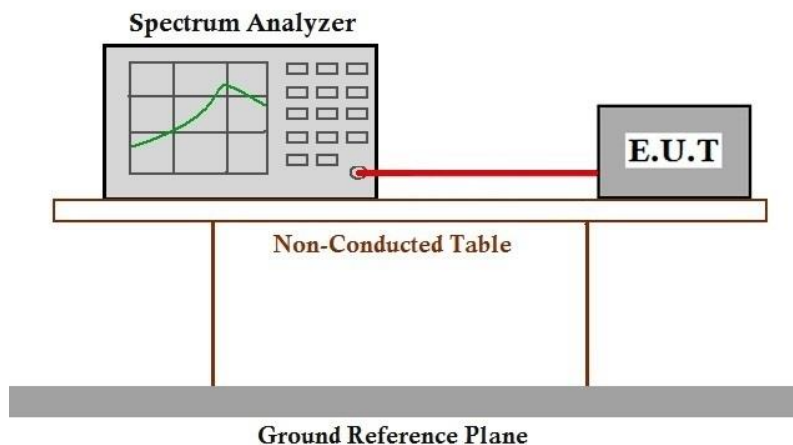 Spectrum Analyzer
E.U.T
Non-Conducted Table
Ground Reference Plane